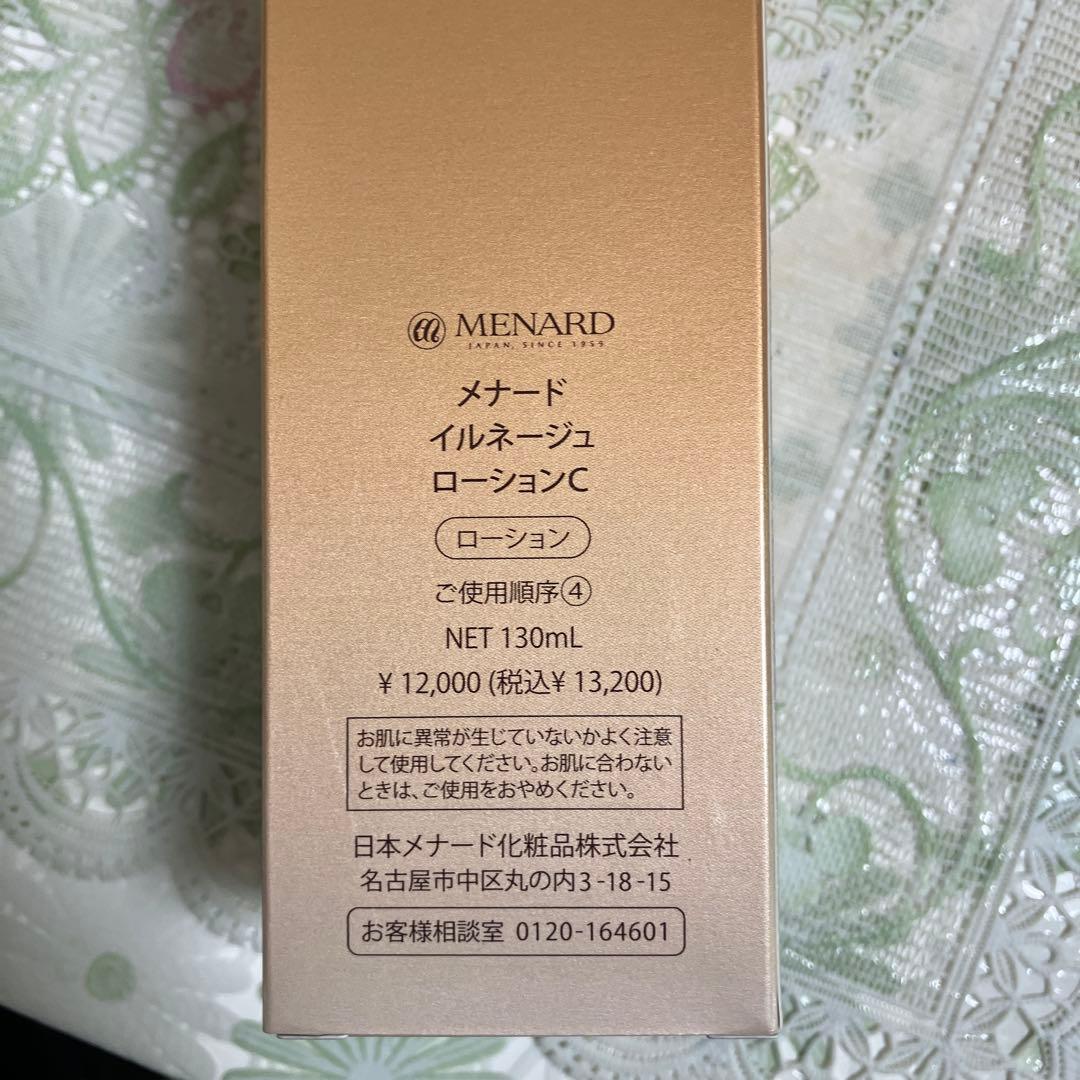 MENARD
JAPAN, SINCE 1959
メナード
イルネージュ
ローションC
ローション
ご使用順序④
NET 130mL
¥ 12,000 (税込¥ 13,200)
お肌に異常が生じていないかよく注意
して使用してください。お肌に合わない
ときは、ご使用をおやめください。
日本メナード化粧品株式会社
名古屋市中区丸の内3-18-15
お客様相談室 0120-164601